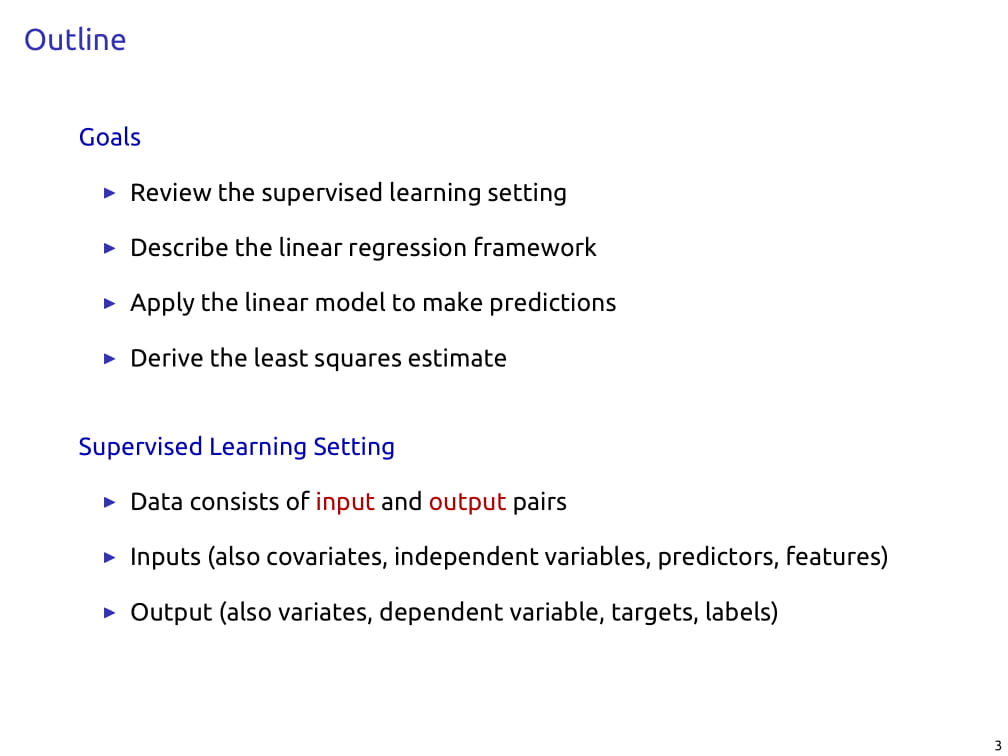 Outline
Goals
▶ Review the supervised learning setting
▶ Describe the linear regression framework
▶ Apply the linear model to make predictions
▶ Derive the least squares estimate
Supervised Learning Setting
▶ Data consists of input and output pairs
▶ Inputs (also covariates, independent variables, predictors, features)
▶ Output (also variates, dependent variable, targets, labels)
3